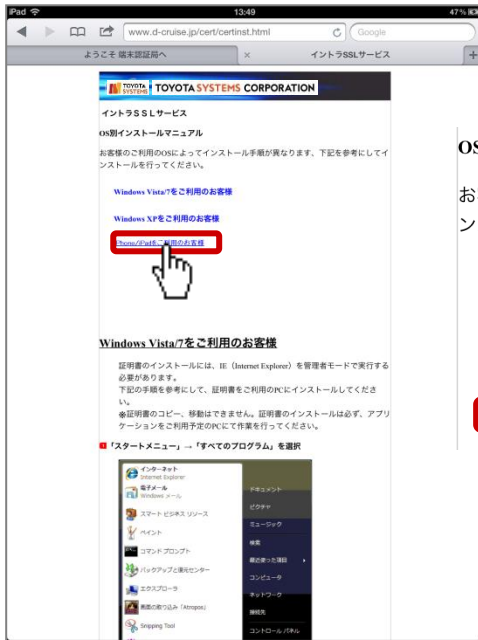 iPad
13:49
47%
www.d-cruise.jp/cert/certinst.html
Google
ようこそ 端末認証局へ
イントラSSLサービス
TOYOTA SYSTEMS
TOYOTA SYSTEMS CORPORATION
イントラSSLサービス
OS別インストールマニュアル
お客様のご利用のOSによってインストール手順が異なります、下記を参考にしてイ
ンストールを行ってください。
Windows Vista/7をご利用のお客様
Windows XPをご利用のお客様
iPhone/iPadをご利用のお客様
Windows Vista/7をご利用のお客様
証明書のインストールには、IE（Internet Explorer）を管理者モードで実行する
必要があります。
下記の手順を参考にして、証明書をご利用のPCにインストールしてくださ
い。
※証明書のコピー、移動はできません。証明書のインストールは必ず、アプリ
ケーションをご利用予定のPCにて作業を行ってください。
1 「スタートメニュー」→「すべてのプログラム」を選択
インターネット
Internet Explorer
電子メール
Windows メール
スマート ビジネス リソース
ペイント
コマンド プロンプト
バックアップと復元センター
エクスプローラ
画面の取り込み (Atropos)
Snipping Tool
ドキュメント
ピクチャ
ミュージック
検索
最近使った項目
コンピュータ
ネットワーク
接続先
コントロール パネル
OS
お
ン